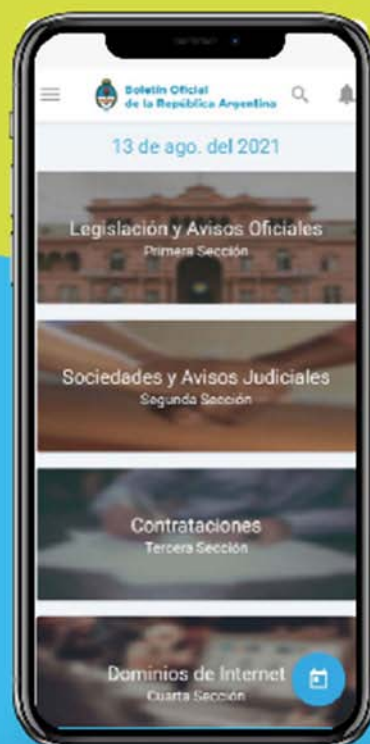 Boletín Oficial
de la República Argentina
13 de ago. del 2021
Legislación y Avisos Oficiales
Primera Sección
Sociedades y Avisos Judiciales
Segunda Sección
Contrataciones
Tercera Sección
Dominios de Internet
Cuarta Sección